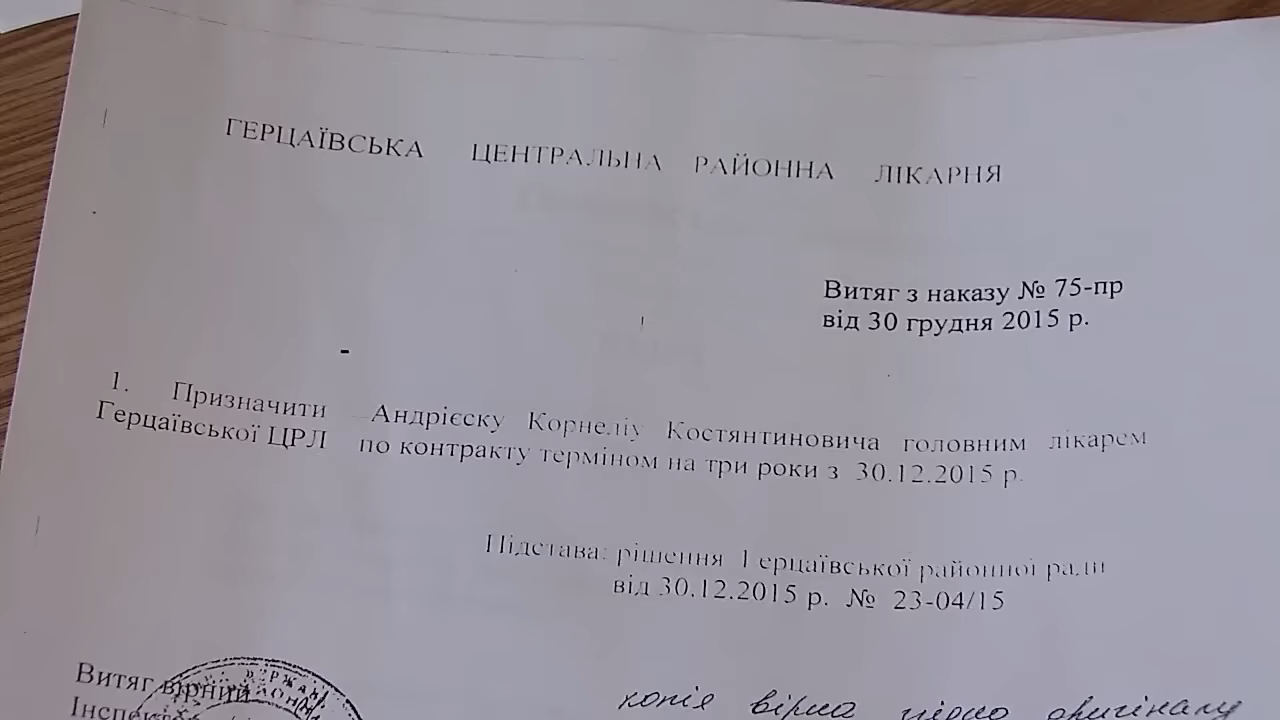 ГЕРЦАЇВСЬКА ЦЕНТРАЛЬНА РАЙОННА ЛІКАРНЯ
Витяг з наказу № 75-пр
від 30 грудня 2015 р.
1. Призначити Андрієску Корнеліу Костянтиновича головним лікарем
Герцаївської ЦРЛ по контракту терміном на три роки з 30.12.2015 р.
Підстава: рішення Герцаївської районної ради
від 30.12.2015 р. № 23-04/15
Витяг вірний
копія вірна оригіналу